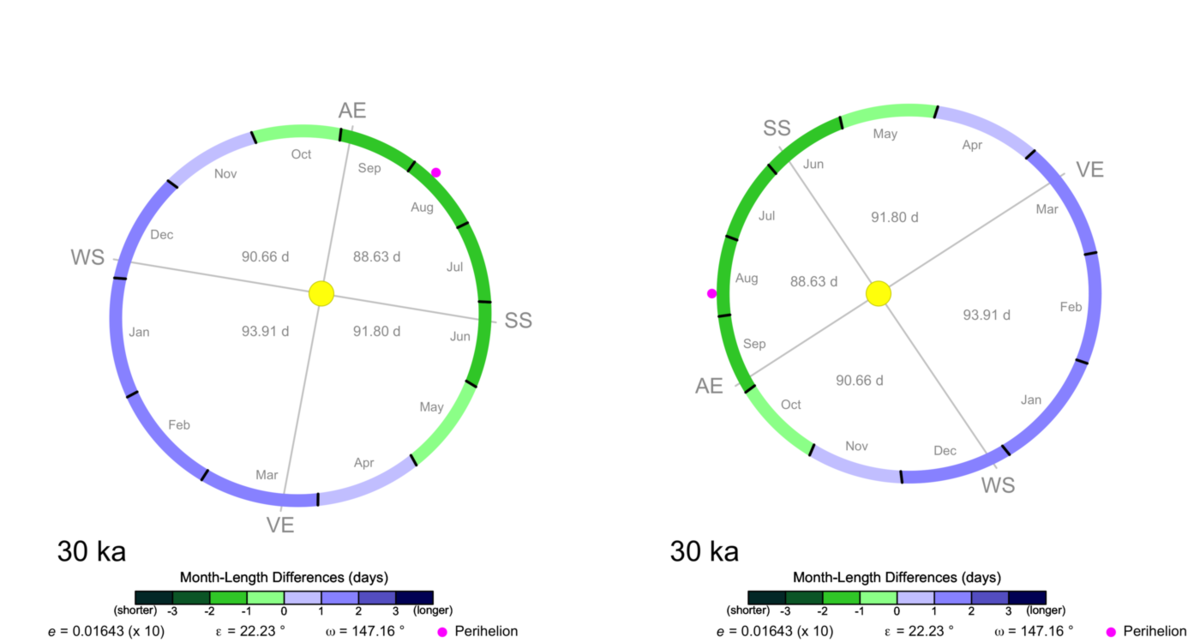 AE
Oct
Sep
Nov
Aug
Dec
WS
90.66 d
88.63 d
Jul
SS
Jan
93.91 d
91.80 d
Jun
May
Feb
Apr
Mar
VE
30 ka
Month-Length Differences (days)
(shorter) -3 -2 -1 0 1 2 3 (longer)
e = 0.01643 (x 10) ε = 22.23 ° ω = 147.16 ° Perihelion
SS
May
Apr
Jun
VE
Mar
Jul
91.80 d
Aug
88.63 d
Feb
93.91 d
Sep
AE
90.66 d
Oct
Jan
Nov
Dec
WS
30 ka
Month-Length Differences (days)
(shorter) -3 -2 -1 0 1 2 3 (longer)
e = 0.01643 (x 10) ε = 22.23 ° ω = 147.16 ° Perihelion